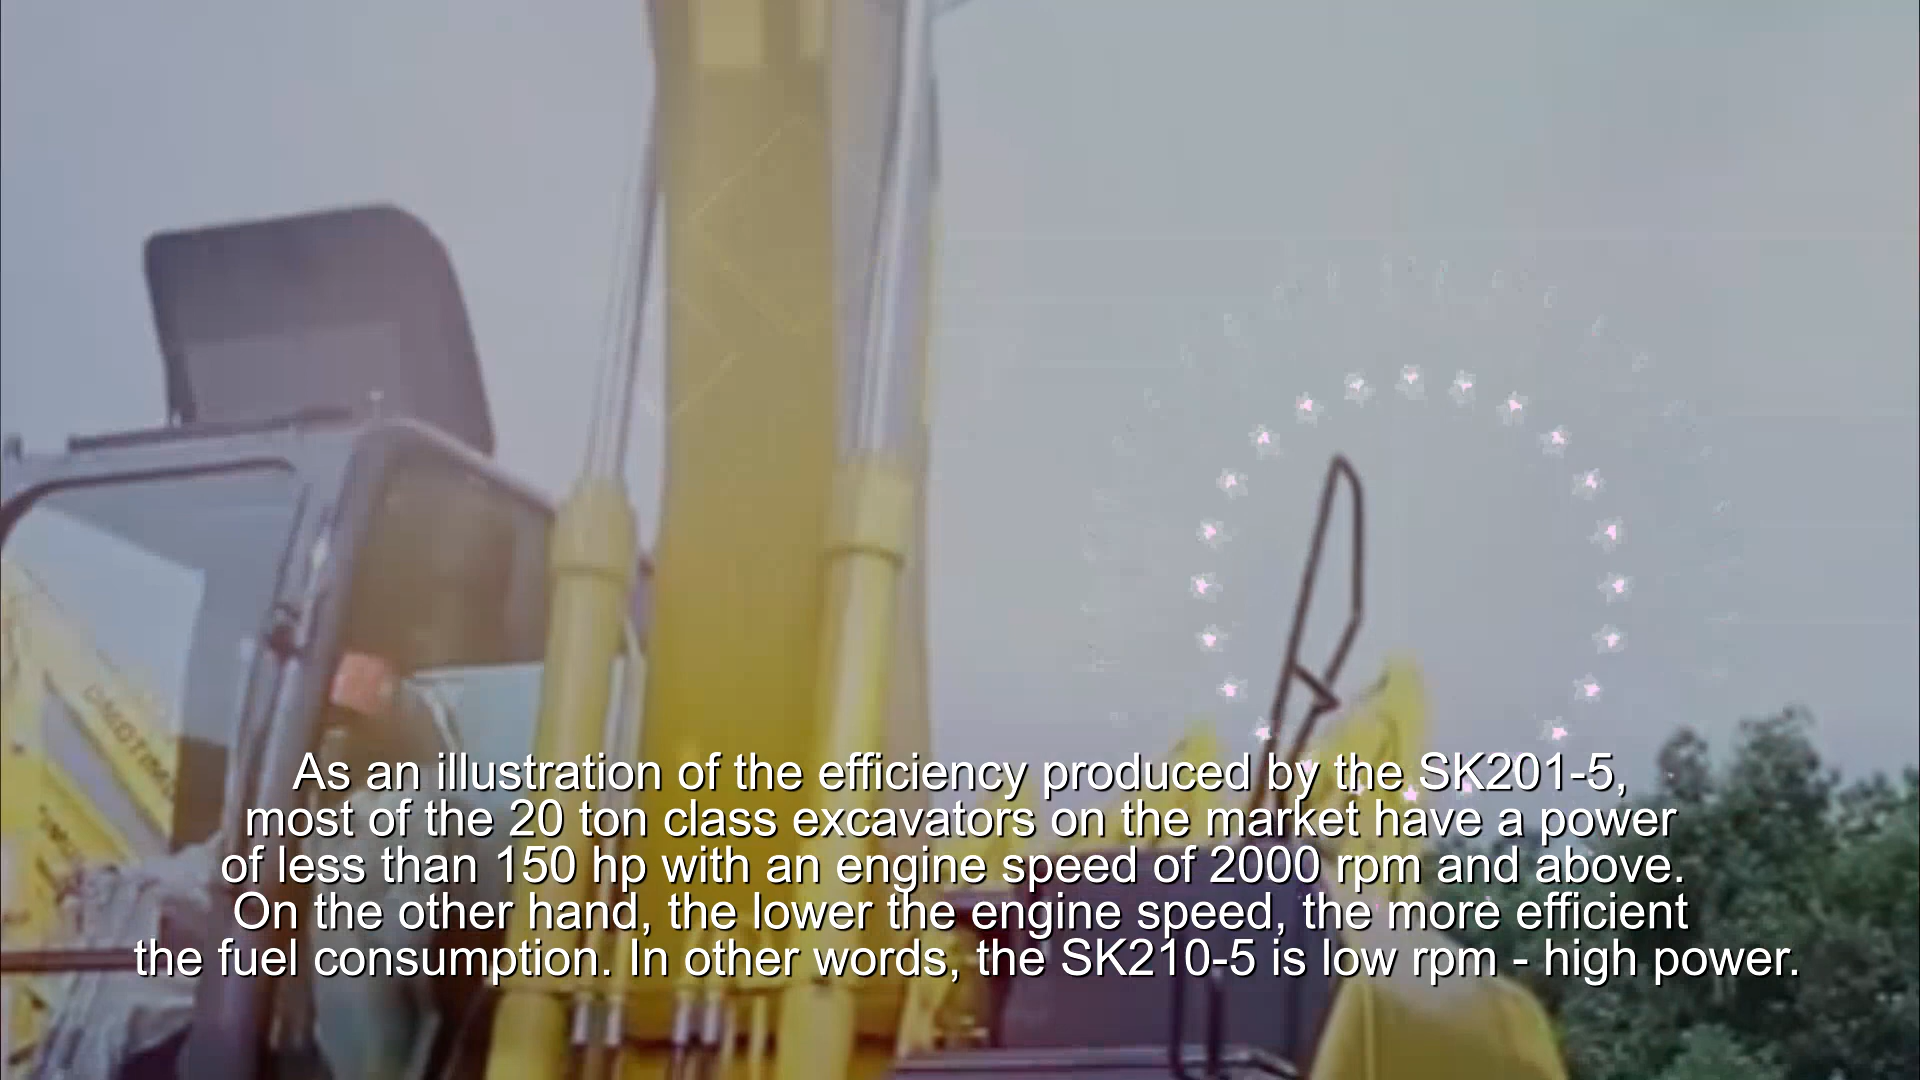 As an illustration of the efficiency produced by the SK201-5,
most of the 20 ton class excavators on the market have a power
of less than 150 hp with an engine speed of 2000 rpm and above.
On the other hand, the lower the engine speed, the more efficient
the fuel consumption. In other words, the SK210-5 is low rpm - high power.